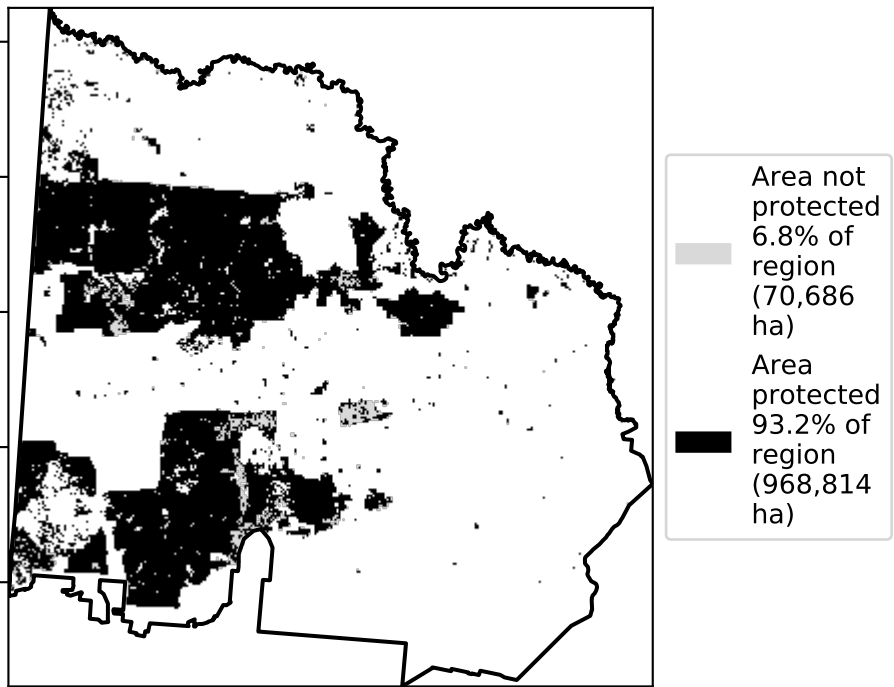 Area not
protected
6.8% of
region
(70,686
ha)
Area
protected
93.2% of
region
(968,814
ha)